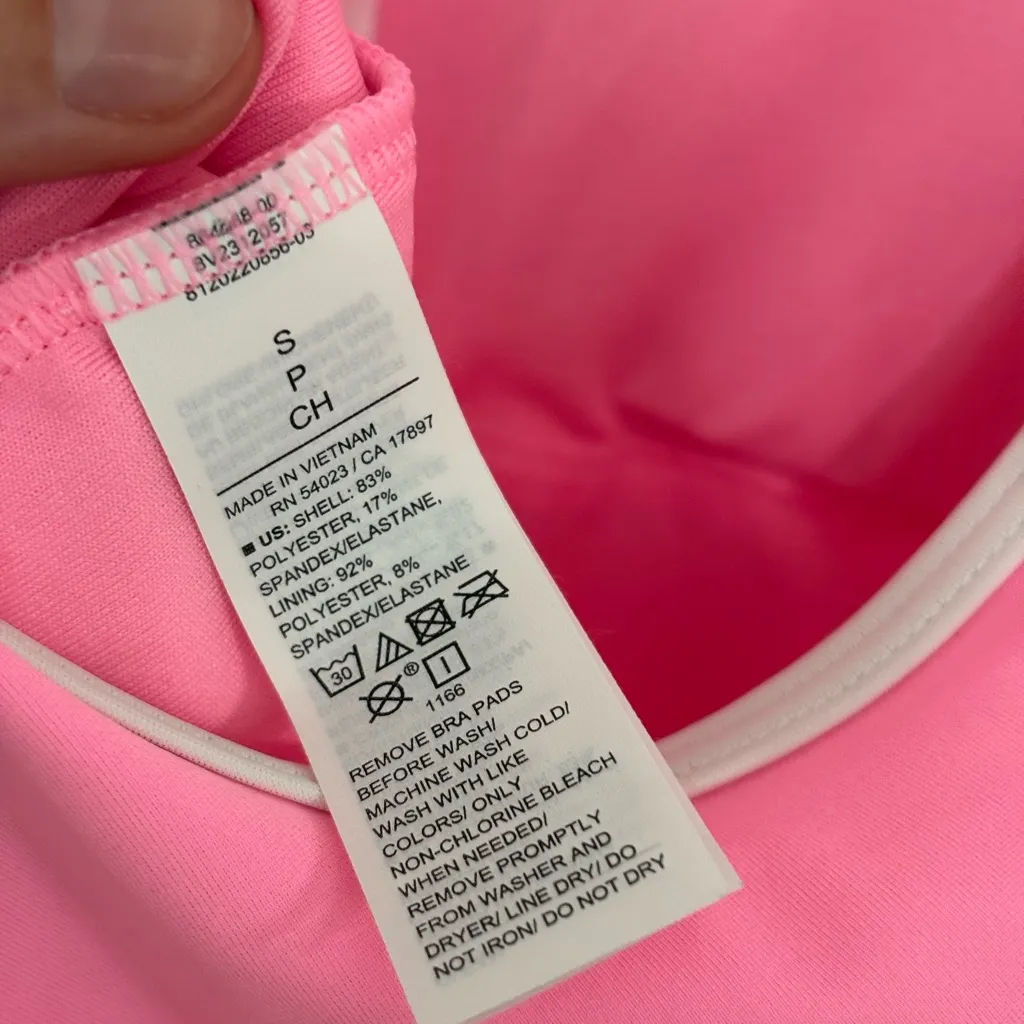 S
P
CH
MADE IN VIETNAM
RN 54023 / CA 17897
US: SHELL: 83%
POLYESTER, 17%
SPANDEX/ELASTANE,
LINING: 92%
POLYESTER, 8%
SPANDEX/ELASTANE
30
®
1166
REMOVE BRA PADS
BEFORE WASH/
MACHINE WASH COLD/
WASH WITH LIKE
COLORS/ ONLY
NON-CHLORINE BLEACH
WHEN NEEDED/
REMOVE PROMPTLY
FROM WASHER AND
DRYER/ LINE DRY/ DO
NOT IRON/ DO NOT DRY